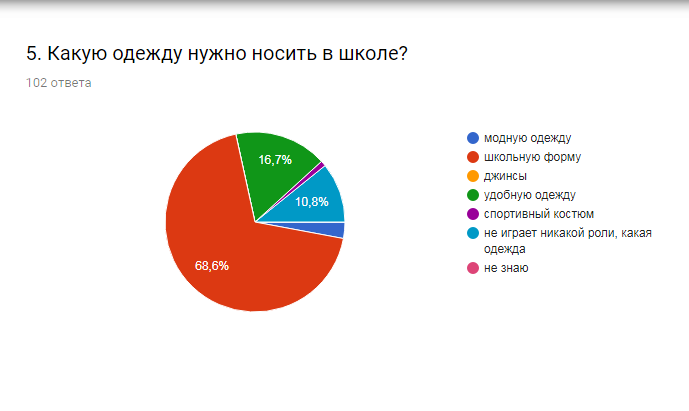 5. Какую одежду нужно носить в школе?
102 ответа
16,7%
10,8%
68,6%
модную одежду
школьную форму
джинсы
удобную одежду
спортивный костюм
не играет никакой роли, какая
одежда
не знаю